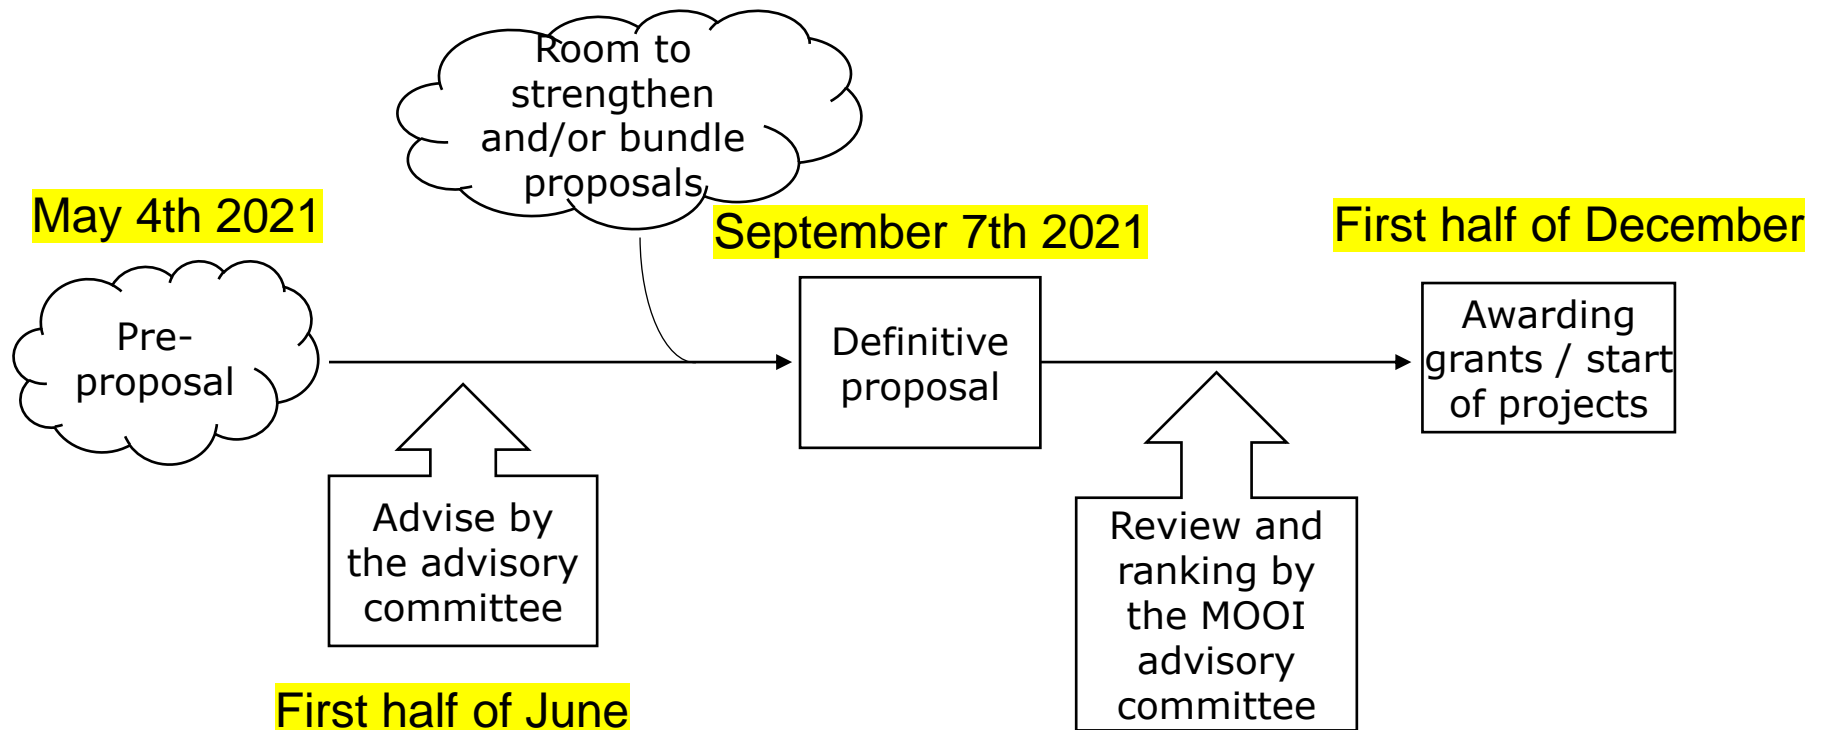 Room to
strengthen
and/or bundle
proposals
May 4th 2021
September 7th 2021
First half of December
Pre-
proposal
Definitive
proposal
Awarding
grants / start
of projects
Advise by
the advisory
committee
First half of June
Review and
ranking by
the MOOI
advisory
committee